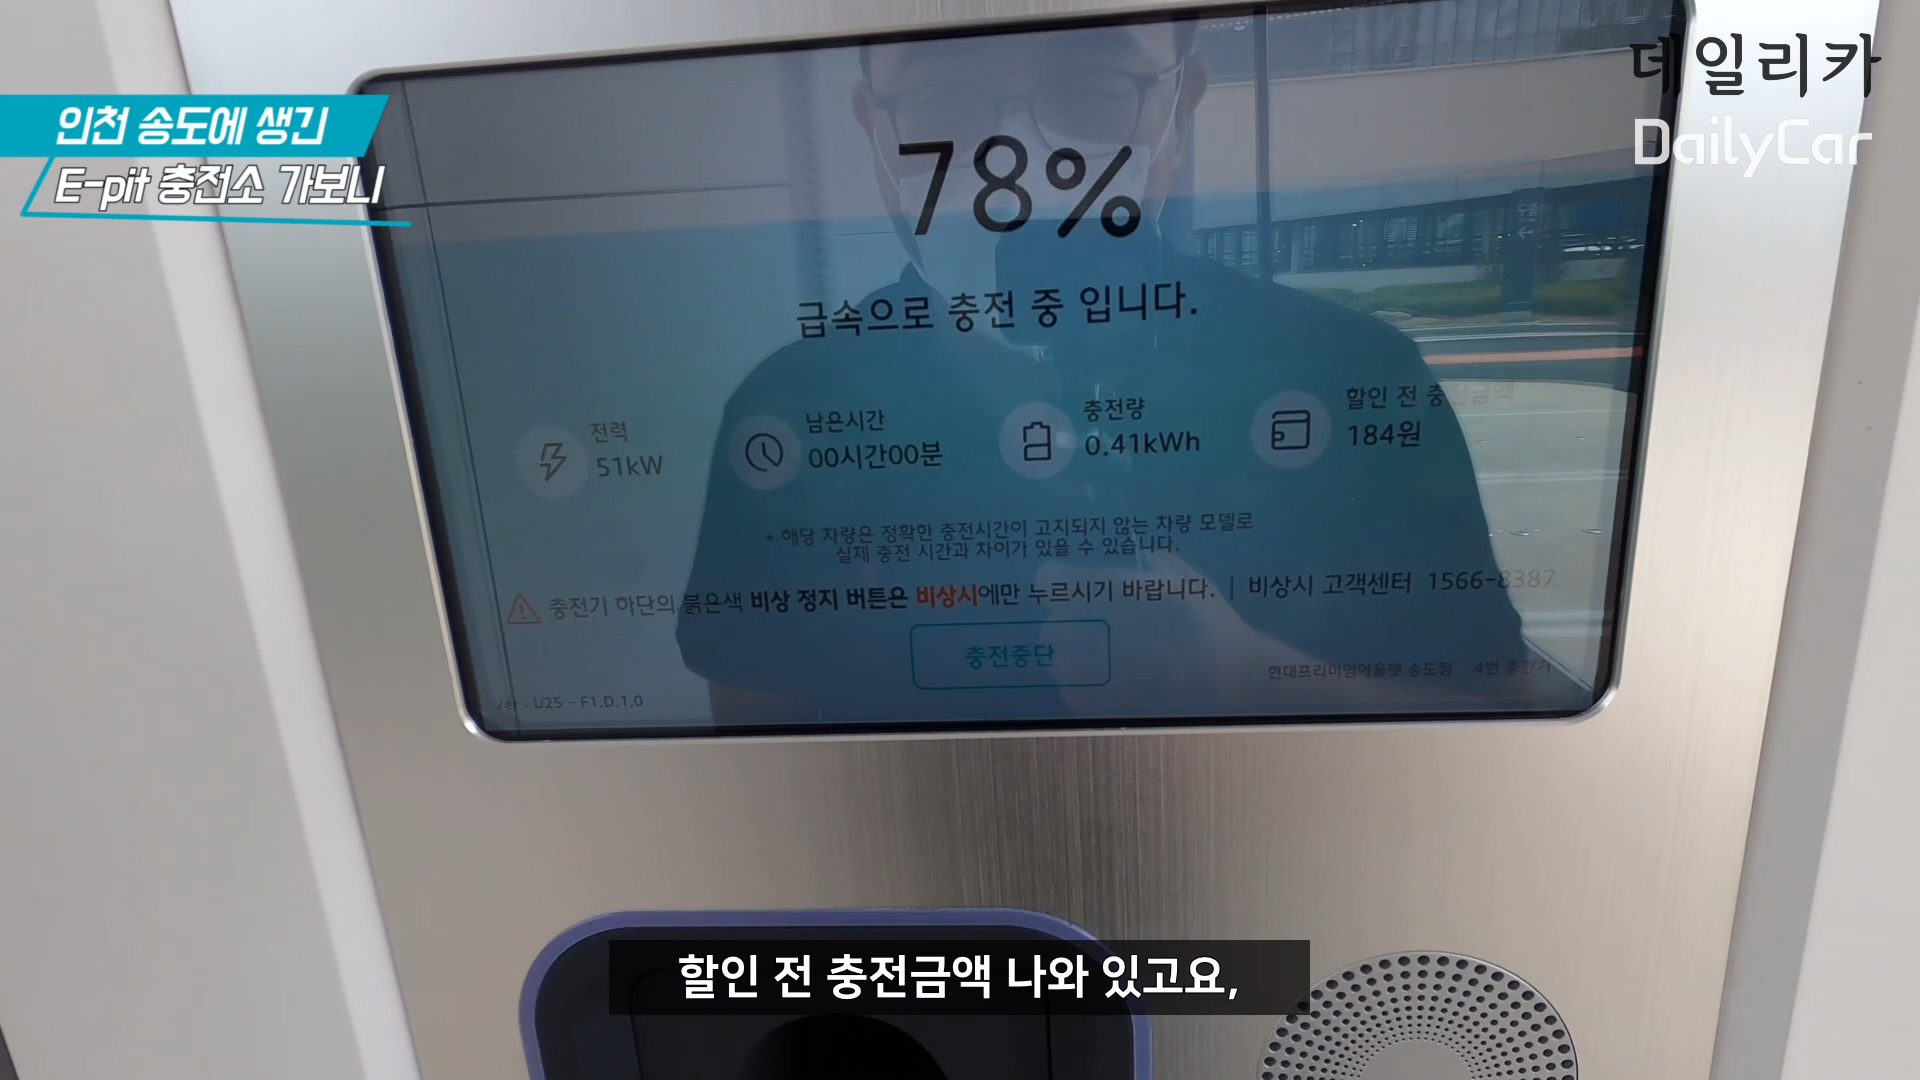 데일리카
DailyCar
인천 송도에 생긴
E-pit 충전소 가보니
78%
급속으로 충전 중 입니다.
전력
51kW
남은시간
00시간00분
충전량
0.41kWh
할인 전 충전금액
184원
* 해당 차량은 정확한 충전시간이 고지되지 않는 차량 모델로
실제 충전 시간과 차이가 있을 수 있습니다.
충전기 하단의 붉은색 비상 정지 버튼은 비상시에만 누르시기 바랍니다. | 비상시 고객센터 1566-8387
충전중단
현대프리미엄아울렛 송도점 4번 충전기
Ver : U25 - F1.D.1.0
할인 전 충전금액 나와 있고요,